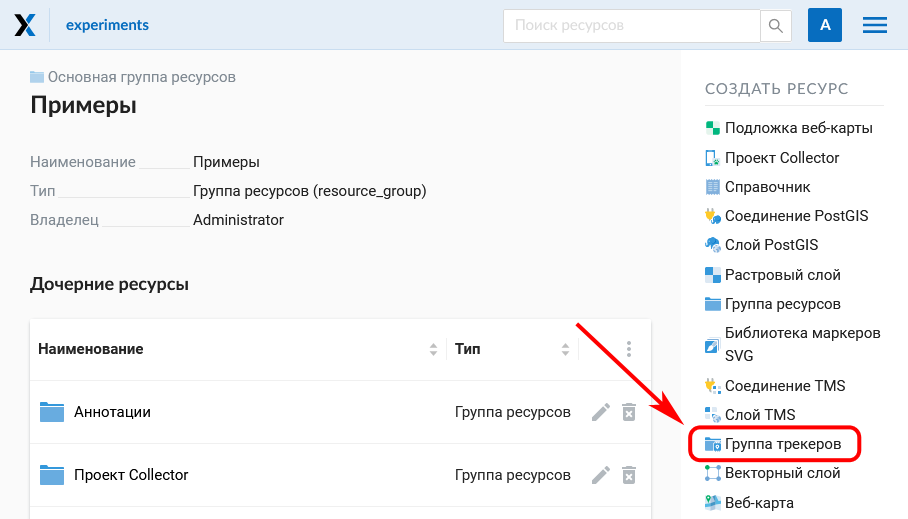 experiments
Поиск ресурсов
A
Основная группа ресурсов
Примеры
Наименование Примеры
Тип Группа ресурсов (resource_group)
Владелец Administrator
Дочерние ресурсы
Наименование Тип
Аннотации Группа ресурсов
Проект Collector Группа ресурсов
СОЗДАТЬ РЕСУРС
Подложка веб-карты
Проект Collector
Справочник
Соединение PostGIS
Слой PostGIS
Растровый слой
Группа ресурсов
Библиотека маркеров
SVG
Соединение TMS
Слой TMS
Группа трекеров
Векторный слой
Веб-карта